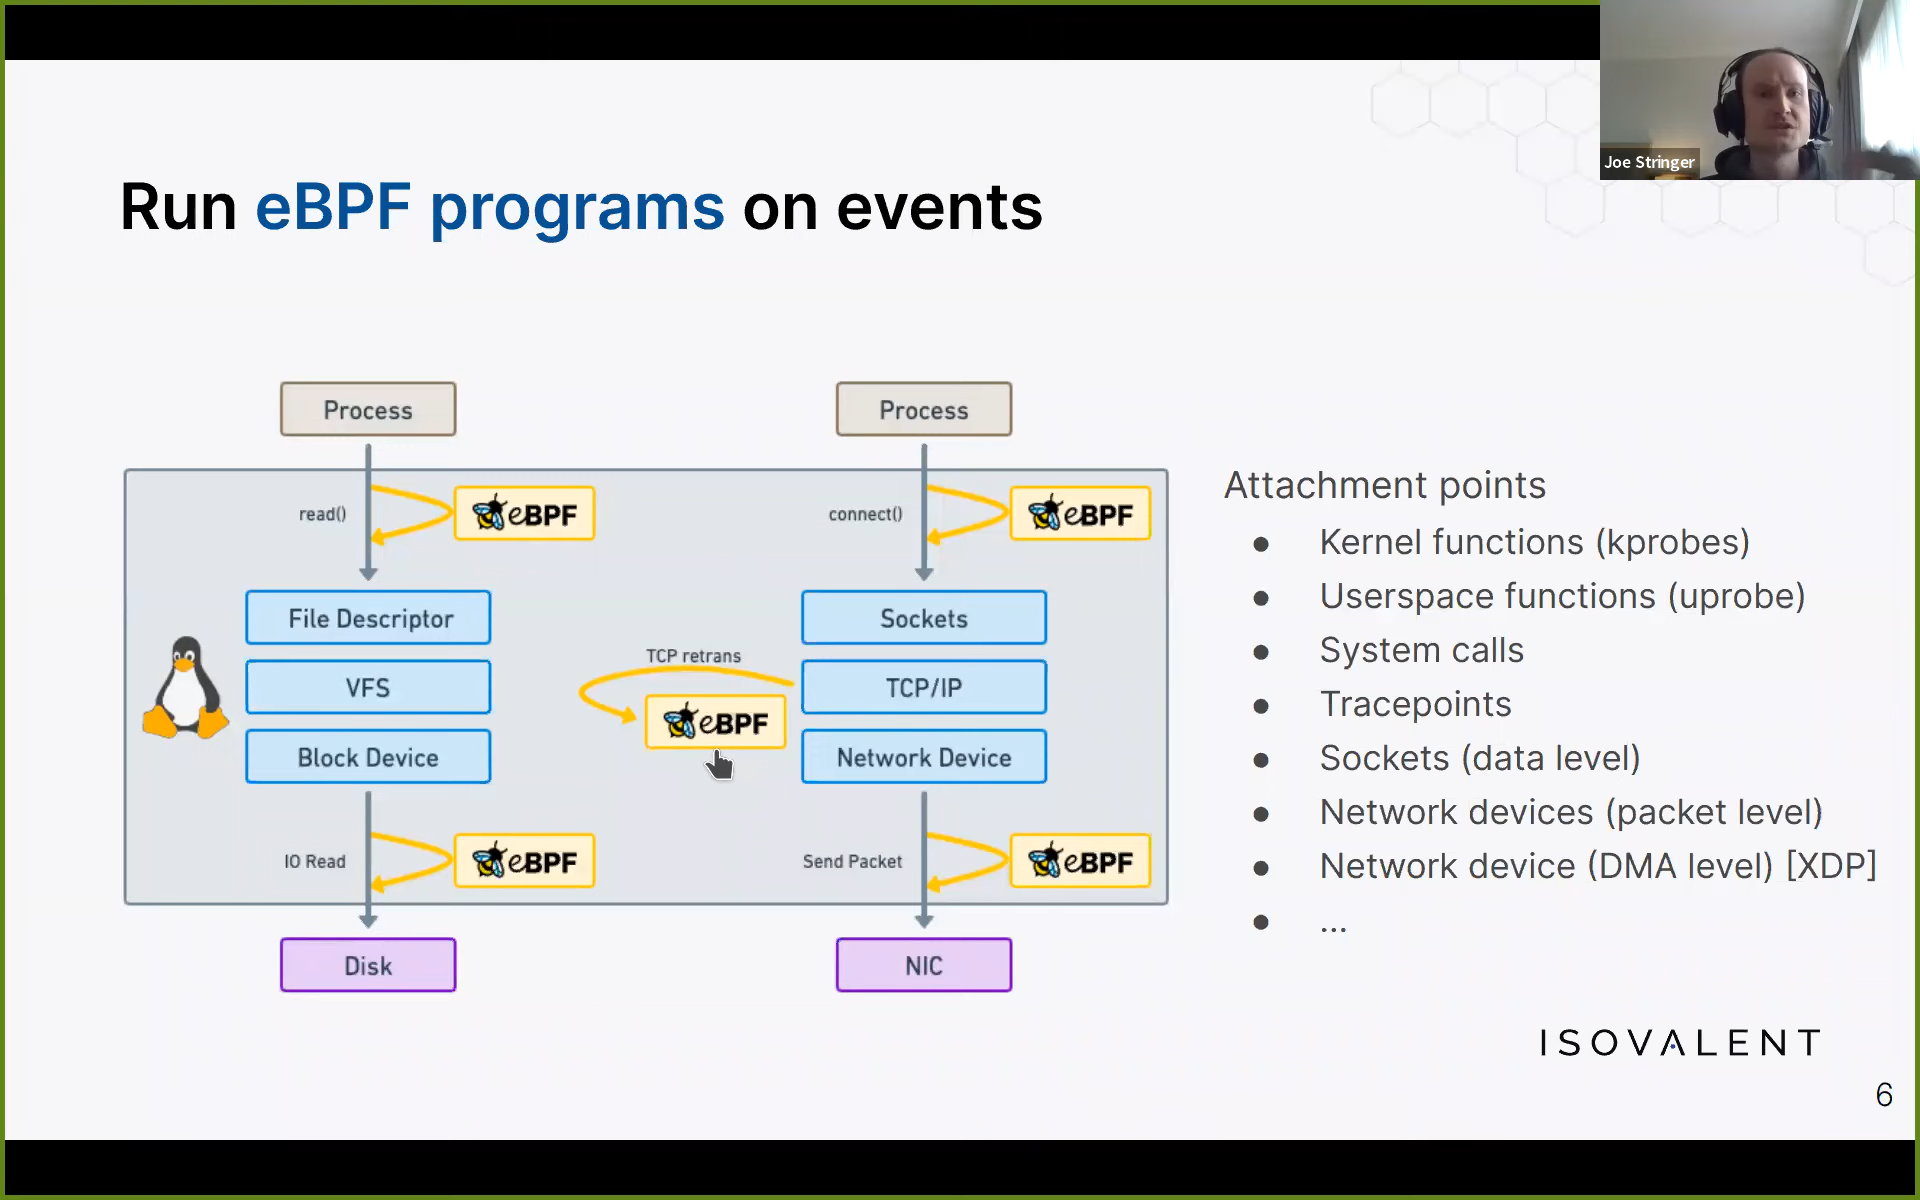 Joe Stringer
Run eBPF programs on events
Process
Process
read()
eBPF
connect()
eBPF
File Descriptor
Sockets
TCP retrans
VFS
TCP/IP
eBPF
Block Device
Network Device
IO Read
eBPF
Send Packet
eBPF
Disk
NIC
Attachment points
● Kernel functions (kprobes)
● Userspace functions (uprobe)
● System calls
● Tracepoints
● Sockets (data level)
● Network devices (packet level)
● Network device (DMA level) [XDP]
● ...
ISOVALENT
6